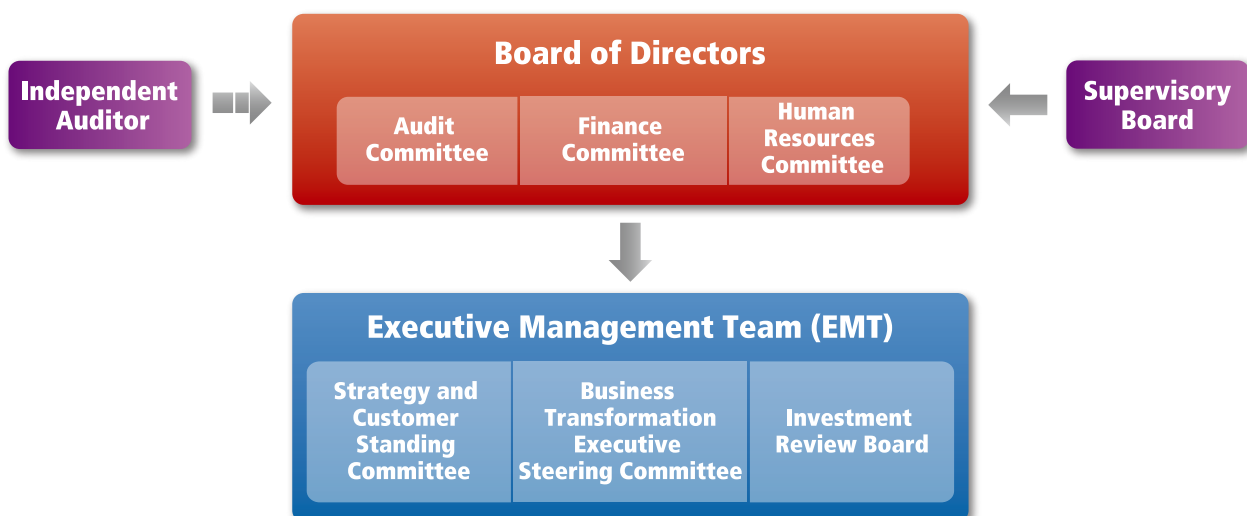 Board of Directors
Independent
Auditor
Supervisory
Board
Audit
Committee
Finance
Committee
Human
Resources
Committee
Executive Management Team (EMT)
Strategy and
Customer
Standing
Committee
Business
Transformation
Executive
Steering Committee
Investment
Review Board